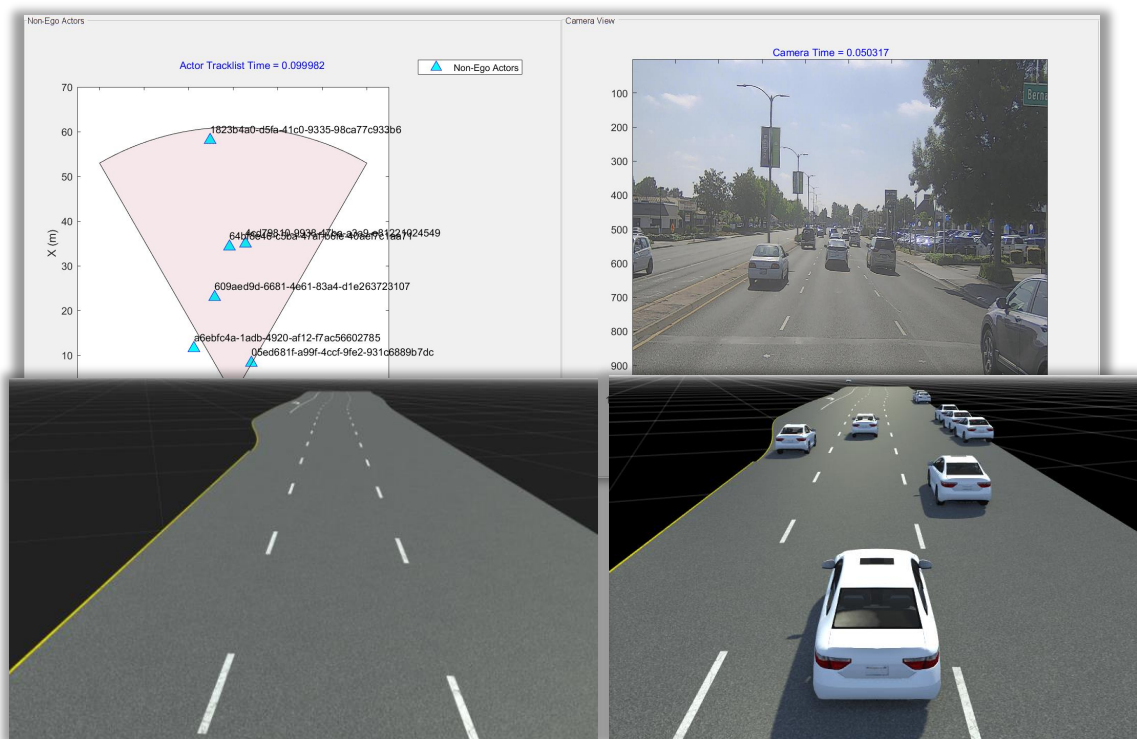 Non-Ego Actors
Camera View
Actor Tracklist Time = 0.099982
Non-Ego Actors
Camera Time = 0.050317
70
60
50
40
30
20
10
X (m)
1823b4a0-d5fa-41c0-9335-98ca77c933b6
609aed9d-6681-4e61-83a4-d1e263723107
a6ebfc4a-1adb-4920-af12-f7ac56602785
05ed681f-a99f-4ccf-9fe2-931c6889b7dc
100
200
300
400
500
600
700
800
900
Berna